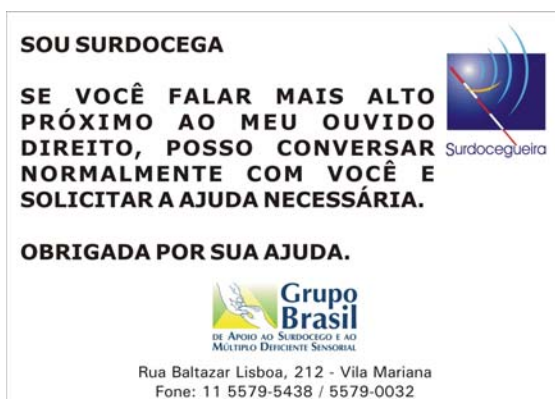 SOU SURDOCEGA
SE VOCÊ FALAR MAIS ALTO
PRÓXIMO AO MEU OUVIDO
DIREITO, POSSO CONVERSAR
NORMALMENTE COM VOCÊ E
SOLICITAR A AJUDA NECESSÁRIA.
OBRIGADA POR SUA AJUDA.
Surdocegueira
Grupo
Brasil
DE APOIO AO SURDOCEGO E AO
MÚLTIPLO DEFICIENTE SENSORIAL
Rua Baltazar Lisboa, 212 - Vila Mariana
Fone: 11 5579-5438 / 5579-0032